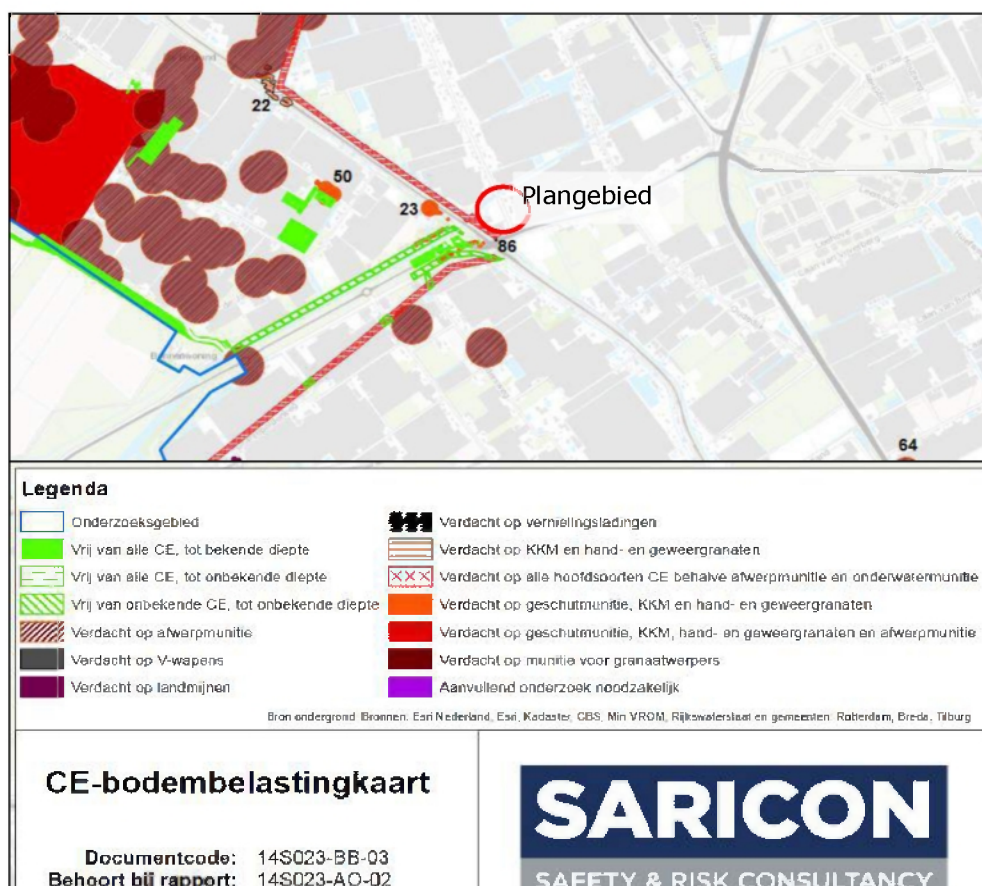 22
50
23
Plangebied
86
64
Legenda
Onderzoeksgebied
Vrij van alle CE, tot bekende diepte
Vrij van alle CE, tot onbekende diepte
Vrij van onbekende CE, tot onbekende diepte
Verdacht op afwerpmunitie
Verdacht op V-wapens
Verdacht op landmijnen
Verdacht op vernielingsladingen
Verdacht op KKM en hand- en geweergranaten
Verdacht op alle hoofdsoorten CE behalve afwerpmunitie en onderwatermunitie
Verdacht op geschutmunitie, KKM en hand- en geweergranaten
Verdacht op geschutmunitie, KKM, hand- en geweergranaten en afwerpmunitie
Verdacht op munitie voor granaatwerpers
Aanvullend onderzoek noodzakelijk
Bron ondergrond: Bronnen: Esri Nederland, Esri, Kadaster, CBS, Min VROM, Rijkswaterstaat en gemeenten: Rotterdam, Breda, Tilburg
CE-bodembelastingkaart
Documentcode: 14S023-BB-03
Behoort bij rapport: 14S023-AO-02
SARICON
SAFETY & RISK CONSULTANCY